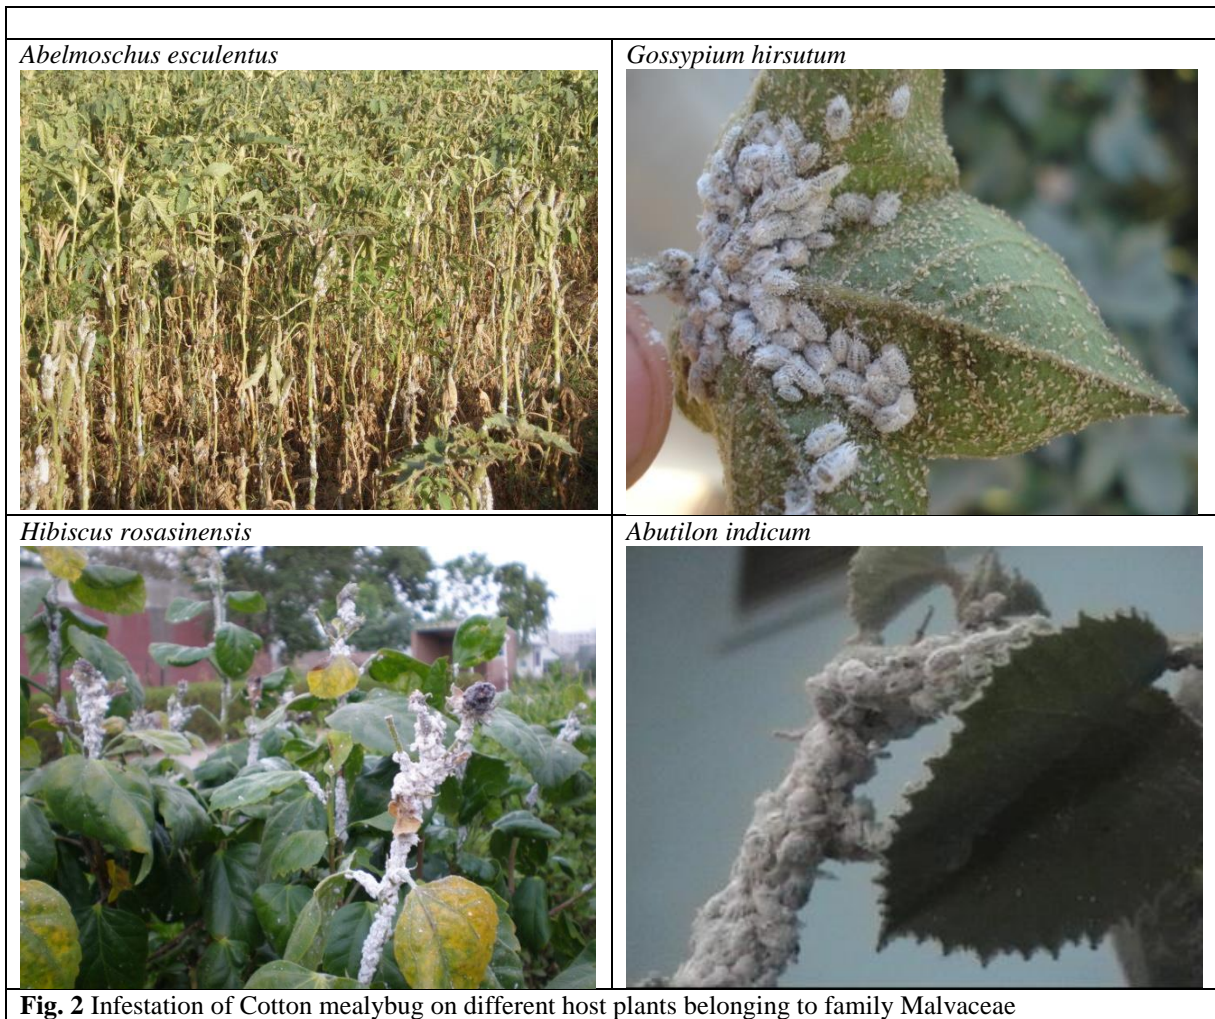 Abelmoschus esculentus
Gossypium hirsutum
Hibiscus rosasinensis
Abutilon indicum
Fig. 2 Infestation of Cotton mealybug on different host plants belonging to family Malvaceae